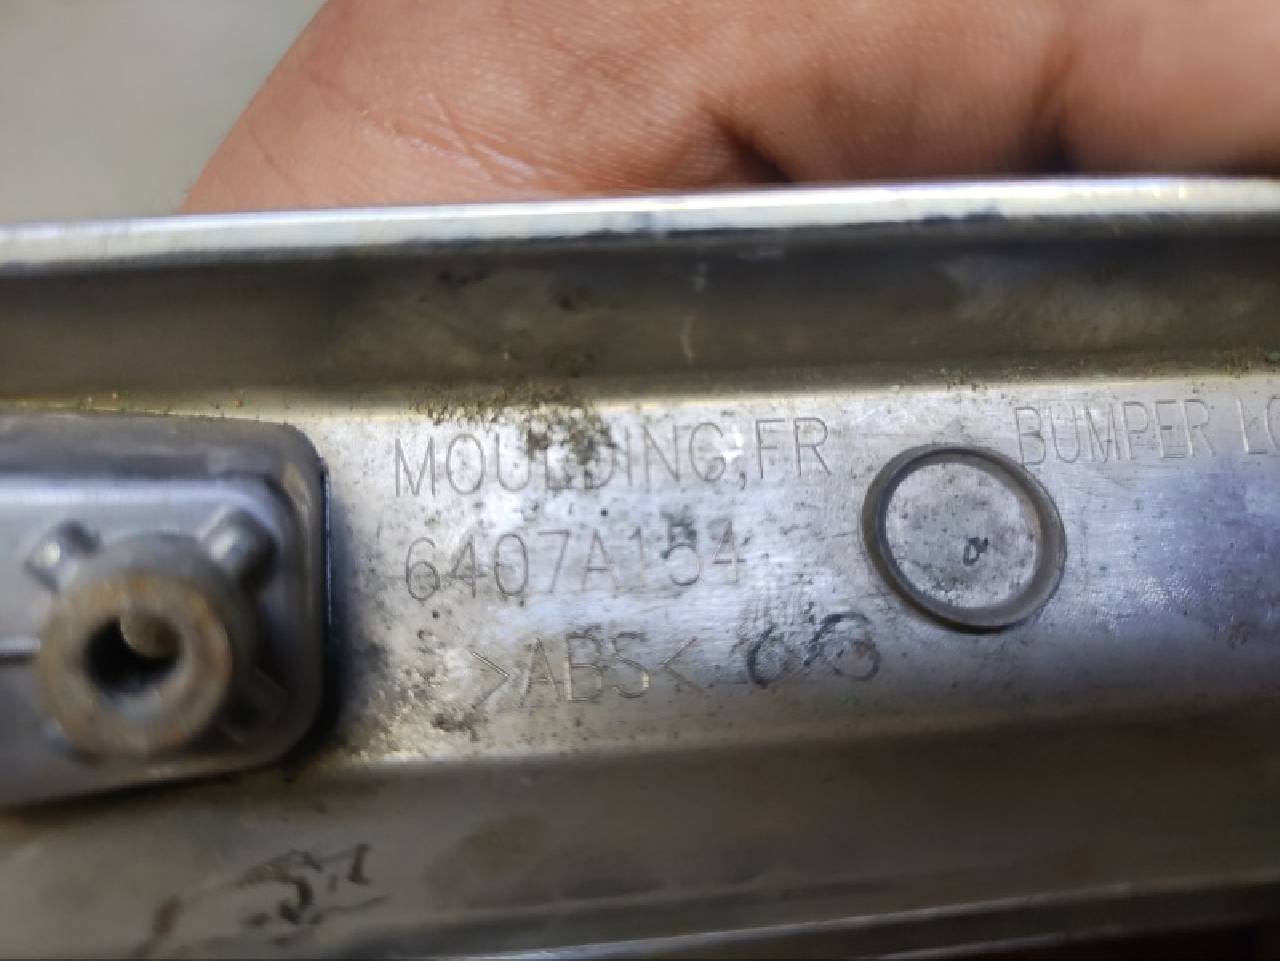 MOULDING,FR BUMPER
6407A154
>ABS<